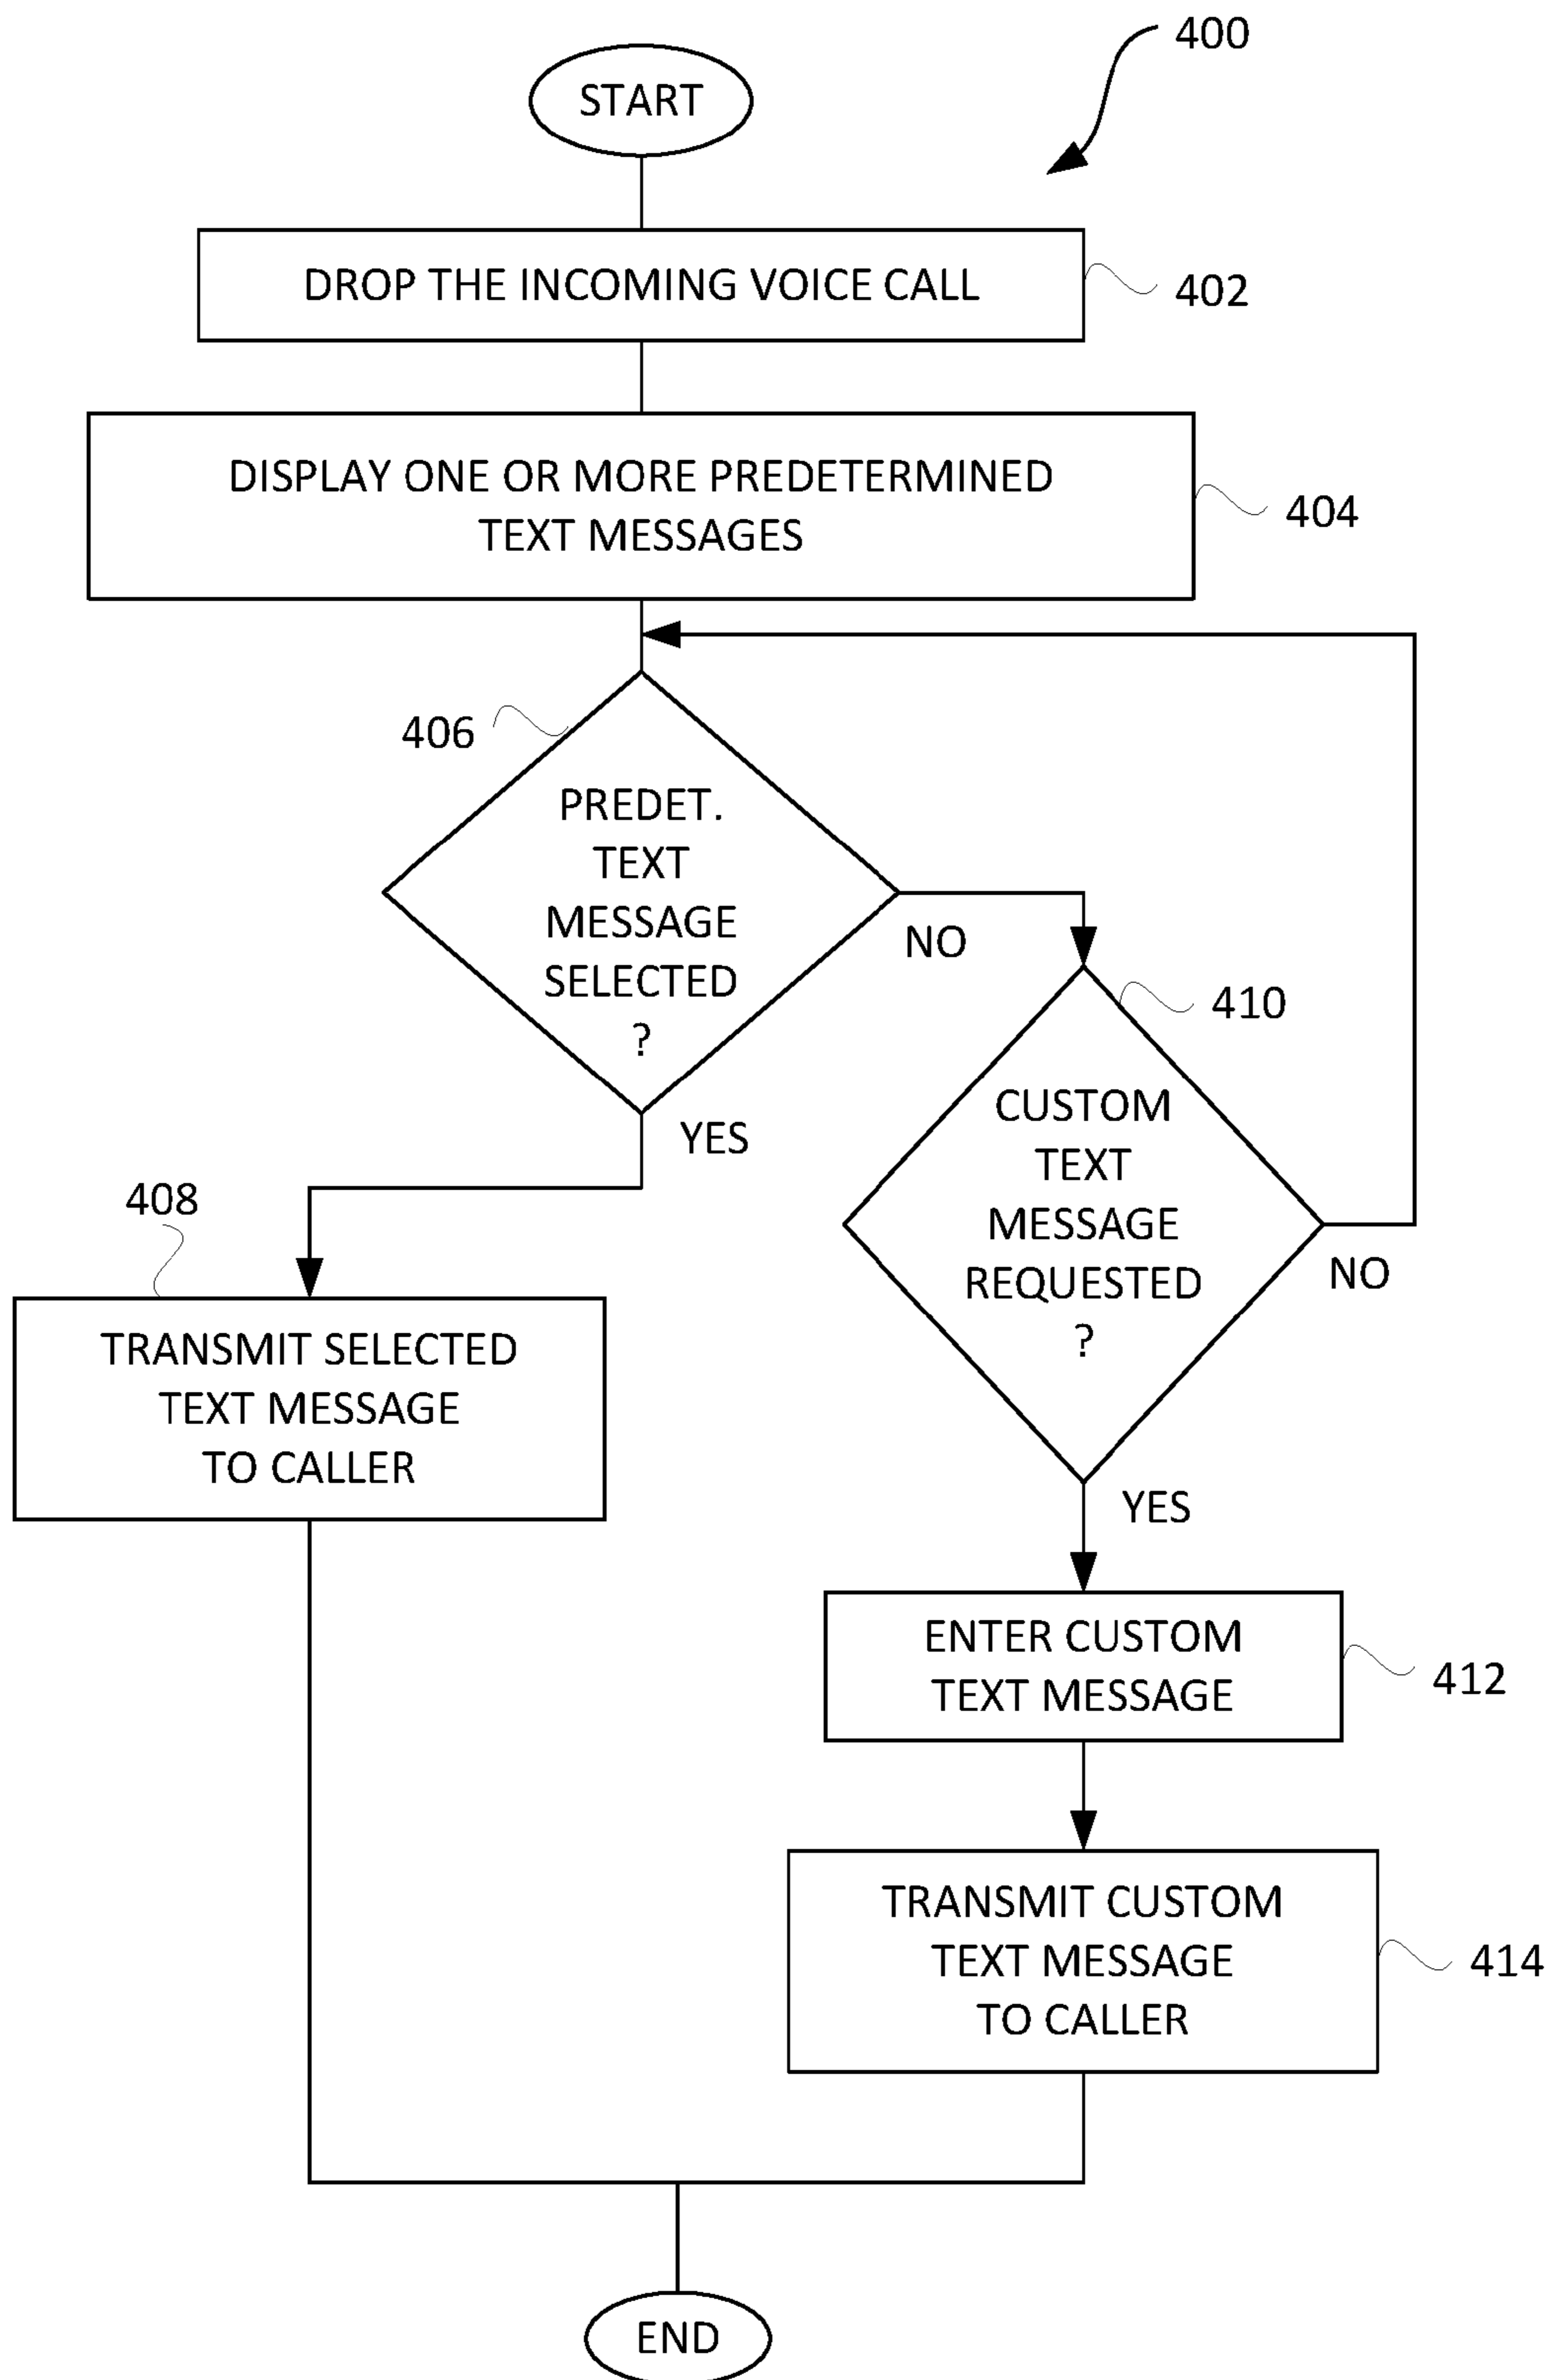 400
START
DROP THE INCOMING VOICE CALL
402
DISPLAY ONE OR MORE PREDETERMINED
TEXT MESSAGES
404
406
PREDET.
TEXT
MESSAGE
SELECTED
?
NO
YES
410
CUSTOM
TEXT
MESSAGE
REQUESTED
?
NO
YES
408
TRANSMIT SELECTED
TEXT MESSAGE
TO CALLER
ENTER CUSTOM
TEXT MESSAGE
412
TRANSMIT CUSTOM
TEXT MESSAGE
TO CALLER
414
END